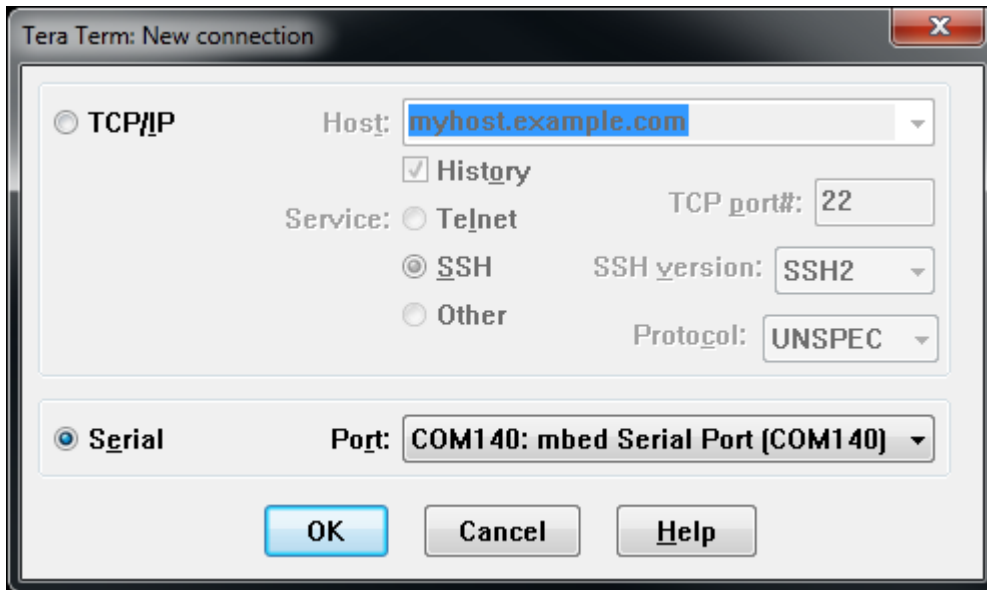 Tera Term: New connection
TCP/IP Host: myhost.example.com
History
Service: Telnet TCP port#: 22
SSH SSH version: SSH2
Other Protocol: UNSPEC
Serial Port: COM140: mbed Serial Port (COM140)
OK Cancel Help